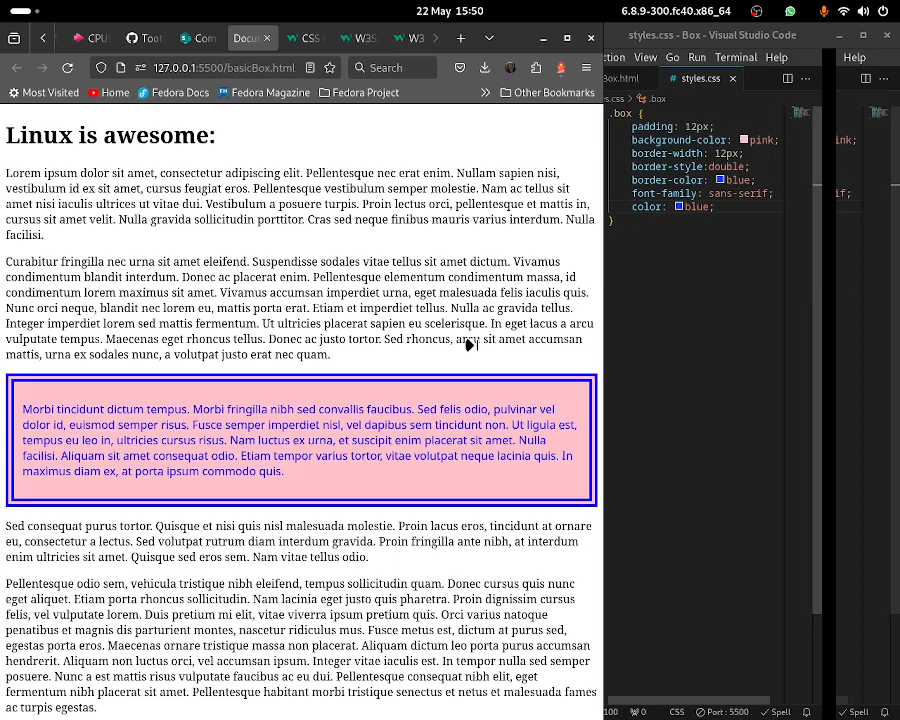 22 May 15:50
6.8.9-300.fc40.x86_64
CPU
Toot
Com
Docu
CSS
W3S
W3
styles.css - Box - Visual Studio Code
127.0.0.1:5500/basicBox.html
Search
ction View Go Run Terminal Help
Help
Box.html
styles.css
Most Visited
Home
Fedora Docs
Fedora Magazine
Fedora Project
Other Bookmarks
s.css > .box
.box {
padding: 12px;
background-color: pink;
ink;
border-width: 12px;
border-style:double;
border-color: blue;
font-family: sans-serif;
if;
color: blue;
}
Linux is awesome:
Lorem ipsum dolor sit amet, consectetur adipiscing elit. Pellentesque nec erat enim. Nullam sapien nisi,
vestibulum id ex sit amet, cursus feugiat eros. Pellentesque vestibulum semper molestie. Nam ac tellus sit
amet nisi iaculis ultrices ut vitae dui. Vestibulum a posuere turpis. Proin lectus orci, pellentesque et mattis in,
cursus sit amet velit. Nulla gravida sollicitudin porttitor. Cras sed neque finibus mauris varius interdum. Nulla
facilisi.
Curabitur fringilla nec urna sit amet eleifend. Suspendisse sodales vitae tellus sit amet dictum. Vivamus
condimentum blandit interdum. Donec ac placerat enim. Pellentesque elementum condimentum massa, id
condimentum lorem maximus sit amet. Vivamus accumsan imperdiet urna, eget malesuada felis iaculis quis.
Nunc orci neque, blandit nec lorem eu, mattis porta erat. Etiam et imperdiet tellus. Nulla ac gravida tellus.
Integer imperdiet lorem sed mattis fermentum. Ut ultricies placerat sapien eu scelerisque. In eget lacus a arcu
vulputate tempus. Maecenas eget rhoncus tellus. Donec ac justo tortor. Sed rhoncus, arcu sit amet accumsan
mattis, urna ex sodales nunc, a volutpat justo erat nec quam.
Morbi tincidunt dictum tempus. Morbi fringilla nibh sed convallis faucibus. Sed felis odio, pulvinar vel
dolor id, euismod semper risus. Fusce semper imperdiet nisl, vel dapibus sem tincidunt non. Ut ligula est,
tempus eu leo in, ultricies cursus risus. Nam luctus ex urna, et suscipit enim placerat sit amet. Nulla
facilisi. Aliquam sit amet consequat odio. Etiam tempor varius tortor, vitae volutpat neque lacinia quis. In
maximus diam ex, at porta ipsum commodo quis.
Sed consequat purus tortor. Quisque et nisi quis nisl malesuada molestie. Proin lacus eros, tincidunt at ornare
eu, consectetur a lectus. Sed volutpat rutrum diam interdum gravida. Proin fringilla ante nibh, at interdum
enim ultricies sit amet. Quisque sed eros sem. Nam vitae tellus odio.
Pellentesque odio sem, vehicula tristique nibh eleifend, tempus sollicitudin quam. Donec cursus quis nunc
eget aliquet. Etiam porta rhoncus sollicitudin. Nam lacinia eget justo quis pharetra. Proin dignissim cursus
felis, vel vulputate lorem. Duis pretium mi elit, vitae viverra ipsum pretium quis. Orci varius natoque
penatibus et magnis dis parturient montes, nascetur ridiculus mus. Fusce metus est, dictum at purus sed,
egestas porta eros. Maecenas ornare tristique massa non placerat. Aliquam dictum leo porta purus accumsan
hendrerit. Aliquam non luctus orci, vel accumsan ipsum. Integer vitae iaculis est. In tempor nulla sed semper
posuere. Nunc a est mattis faucibus ac eu dui. Pellentesque consequat nibh elit, eget
fermentum nibh placerat sit amet. Pellentesque habitant morbi tristique senectus et netus et malesuada fames
ac turpis egestas.
100 0 CSS Port : 5500 Spell
Spell